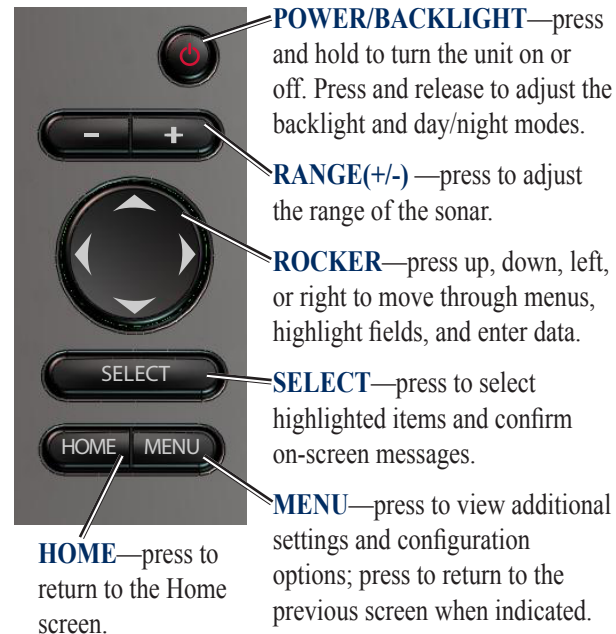 POWER/BACKLIGHT—press
and hold to turn the unit on or
off. Press and release to adjust the
backlight and day/night modes.
- +
RANGE(+/-) —press to adjust
the range of the sonar.
ROCKER—press up, down, left,
or right to move through menus,
highlight fields, and enter data.
SELECT
SELECT—press to select
highlighted items and confirm
on-screen messages.
HOME MENU
MENU—press to view additional
settings and configuration
options; press to return to the
previous screen when indicated.
HOME—press to
return to the Home
screen.